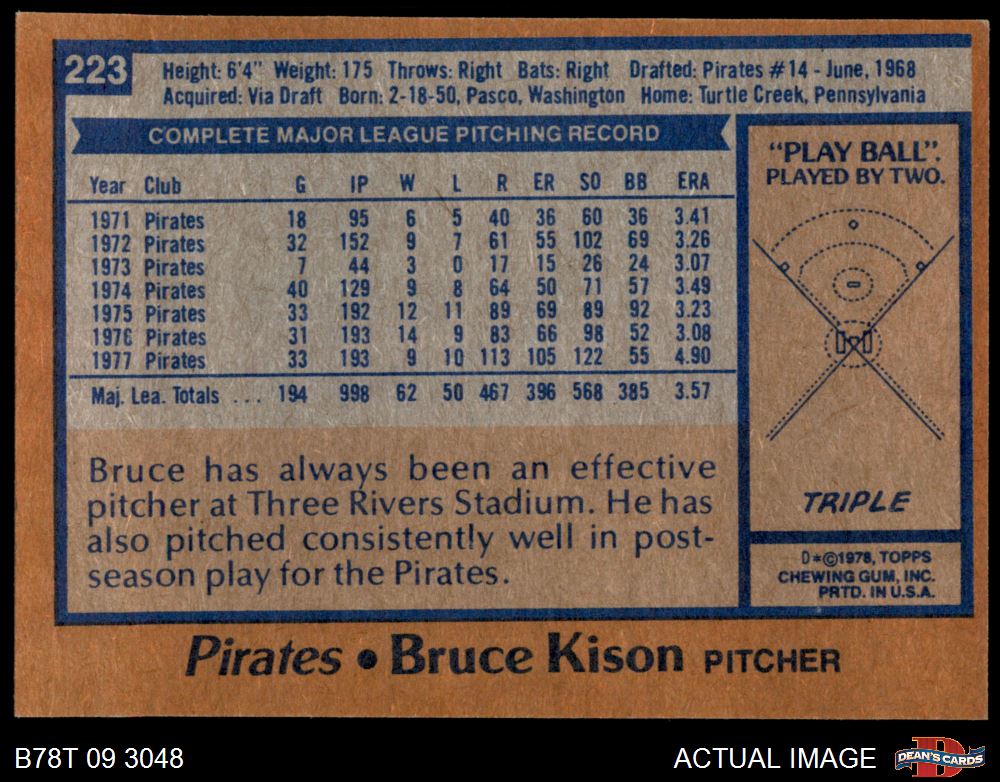 223
Height: 6'4" Weight: 175 Throws: Right Bats: Right Drafted: Pirates #14 - June, 1968
Acquired: Via Draft Born: 2-18-50, Pasco, Washington Home: Turtle Creek, Pennsylvania
COMPLETE MAJOR LEAGUE PITCHING RECORD
Year Club G IP W L R ER SO BB ERA
1971 Pirates 18 95 6 5 40 36 60 36 3.41
1972 Pirates 32 152 9 7 61 55 102 69 3.26
1973 Pirates 7 44 3 0 17 15 26 24 3.07
1974 Pirates 40 129 9 8 64 50 71 57 3.49
1975 Pirates 33 192 12 11 89 69 89 92 3.23
1976 Pirates 31 193 14 9 83 66 98 52 3.08
1977 Pirates 33 193 9 10 113 105 122 55 4.90
Maj. Lea. Totals ... 194 998 62 50 467 396 568 385 3.57
Bruce has always been an effective
pitcher at Three Rivers Stadium. He has
also pitched consistently well in post-
season play for the Pirates.
"PLAY BALL".
PLAYED BY TWO.
TRIPLE
D*©1978, TOPPS
CHEWING GUM, INC.
PRTD. IN U.S.A.
Pirates • Bruce Kison PITCHER
B78T 09 3048
ACTUAL IMAGE
D
DEAN'S CARDS